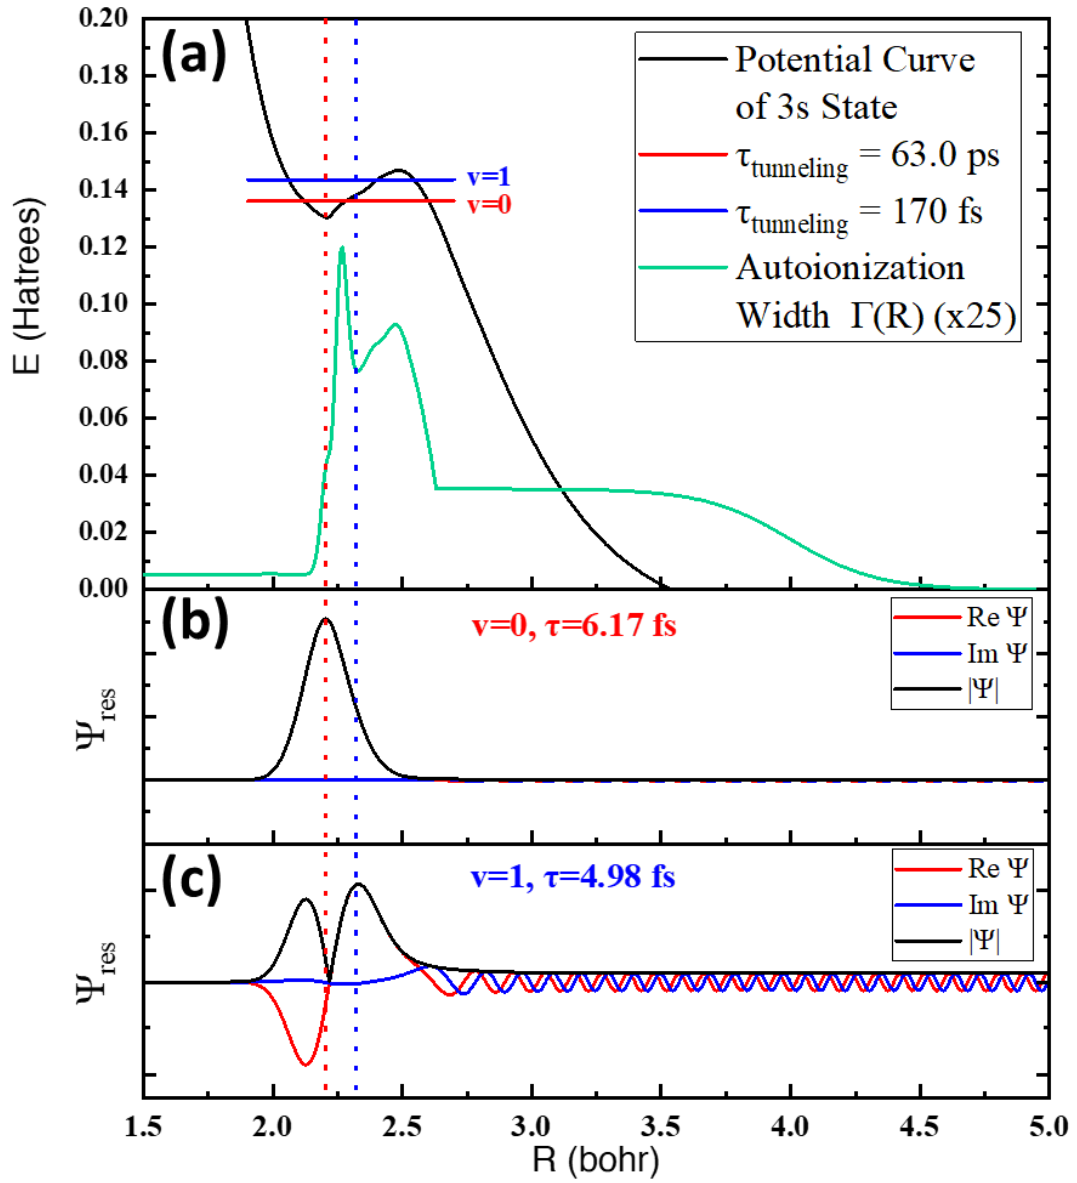 (a)
Potential Curve
of 3s State
τtunneling = 63.0 ps
τtunneling = 170 fs
Autoionization
Width Γ(R) (x25)
v=1
v=0
E (Hatrees)
0.20
0.18
0.16
0.14
0.12
0.10
0.08
0.06
0.04
0.02
0.00
(b)
v=0, τ=6.17 fs
Re Ψ
Im Ψ
|Ψ|
Ψres
(c)
v=1, τ=4.98 fs
Re Ψ
Im Ψ
|Ψ|
Ψres
1.5 2.0 2.5 3.0 3.5 4.0 4.5 5.0
R (bohr)